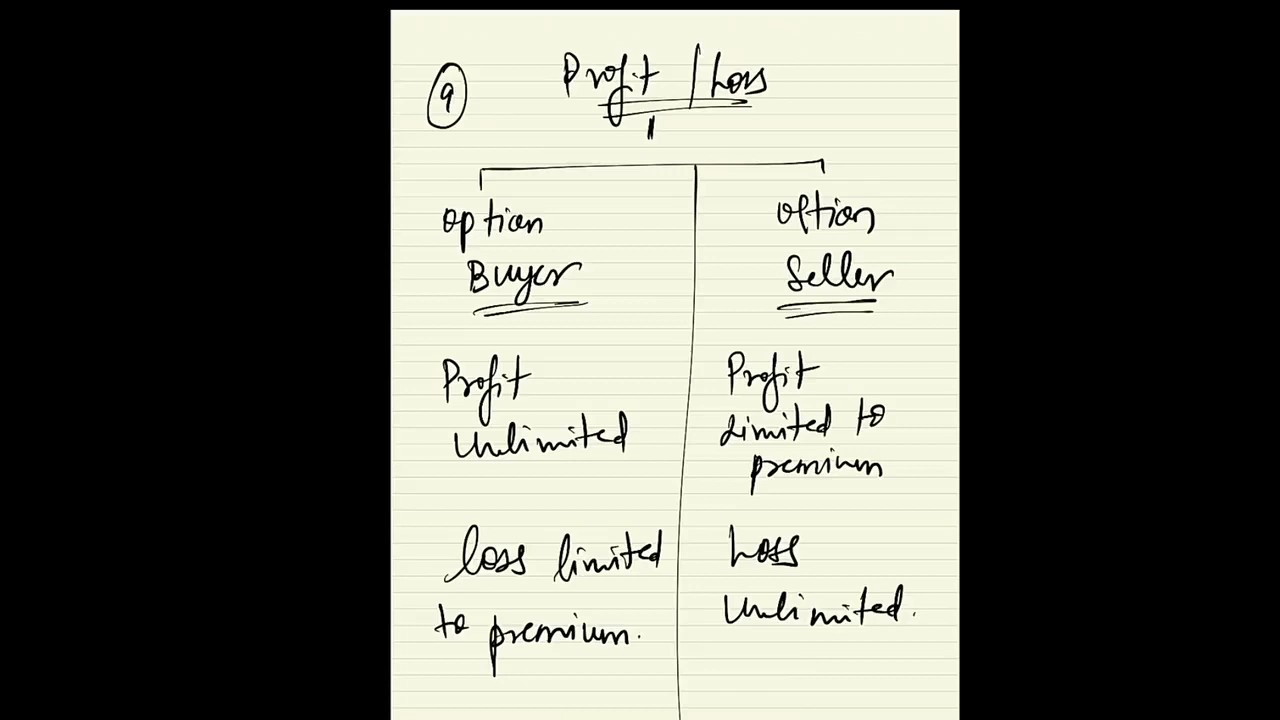 9
Profit / Loss
option
Buyer
Profit
Unlimited
loss limited
to premium.
option
Seller
Profit
Limited to
premium
Loss
Unlimited.